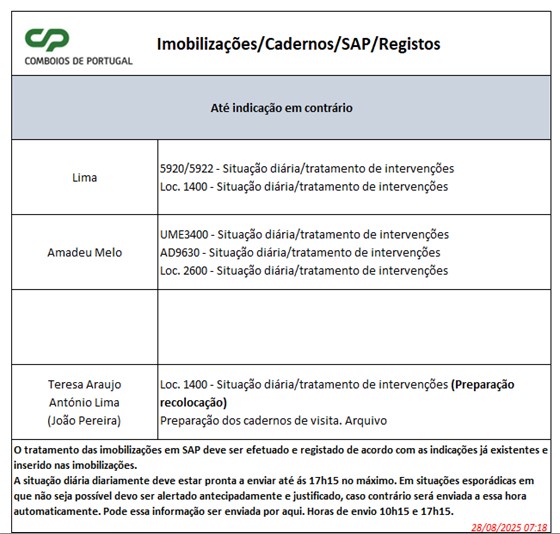 CP
COMBOIOS DE PORTUGAL
Imobilizações/Cadernos/SAP/Registos
Até indicação em contrário
Lima
5920/5922 - Situação diária/tratamento de intervenções
Loc. 1400 - Situação diária/tratamento de intervenções
Amadeu Melo
UME3400 - Situação diária/tratamento de intervenções
AD9630 - Situação diária/tratamento de intervenções
Loc. 2600 - Situação diária/tratamento de intervenções
Teresa Araujo
António Lima
(João Pereira)
Loc. 1400 - Situação diária/tratamento de intervenções (Preparação
recolocação)
Preparação dos cadernos de visita. Arquivo
O tratamento das imobilizações em SAP deve ser efetuado e registado de acordo com as indicações já existentes e
inserido nas imobilizações.
A situação diária diariamente deve estar pronta a enviar até ás 17h15 no máximo. Em situações esporádicas em
que não seja possível devo ser alertado antecipadamente e justificado, caso contrário será enviada a essa hora
automaticamente. Pode essa informação ser enviada por aqui. Horas de envio 10h15 e 17h15.
28/08/2025 07:18